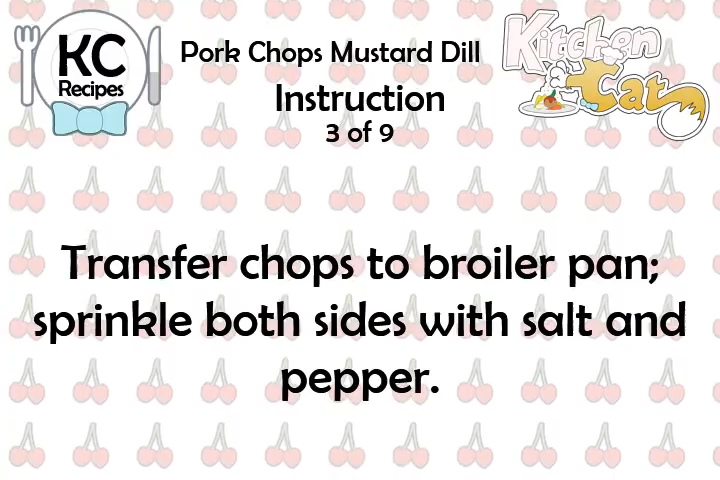 KC
Recipes
Pork Chops Mustard Dill
Instruction
3 of 9
Kitchen
Cat
Transfer chops to broiler pan;
sprinkle both sides with salt and
pepper.